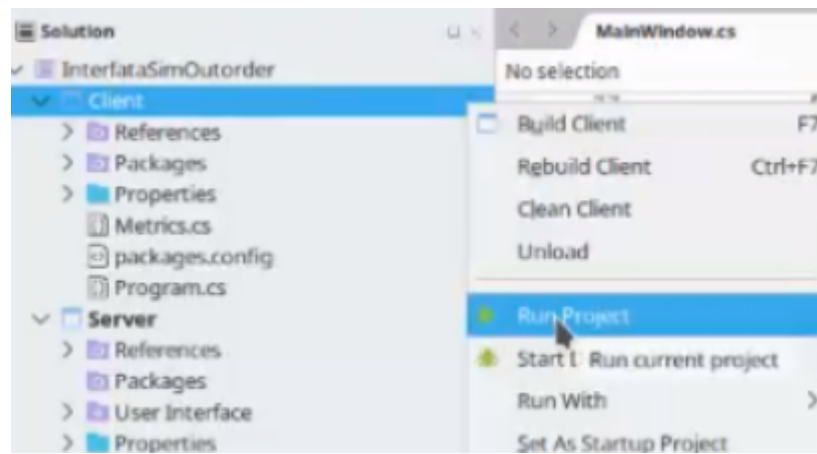 Solution
InterfataSimOutorder
Client
References
Packages
Properties
Metrics.cs
packages.config
Program.cs
Server
References
Packages
User Interface
Properties
MainWindow.cs
No selection
Build Client F7
Rebuild Client Ctrl+F7
Clean Client
Unload
Run Project
Start
Run current project
Run With
Set As Startup Project